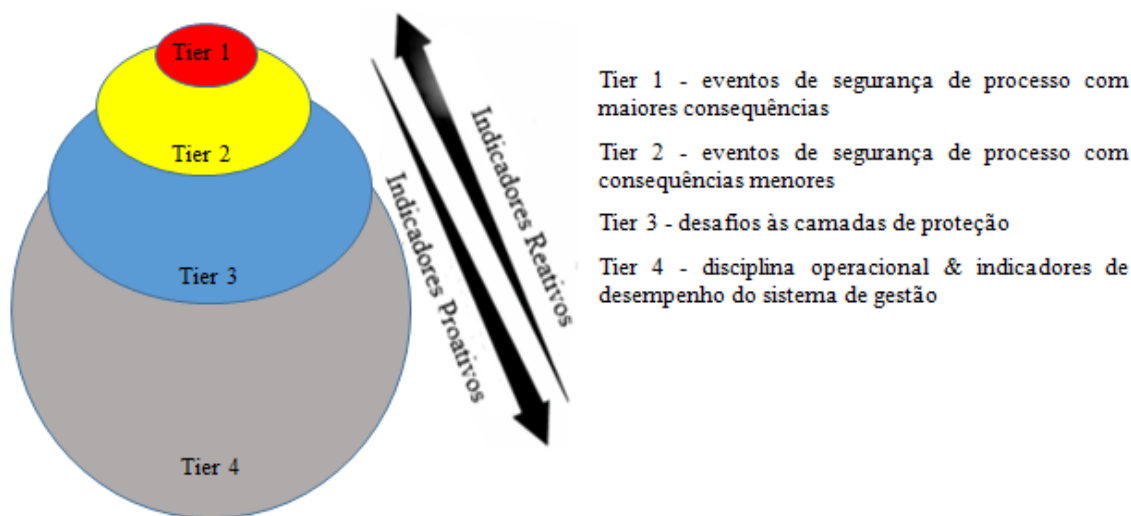 Tier 1
Tier 2
Tier 3
Tier 4
Indicadores Proativos
Indicadores Reativos
Tier 1 - eventos de segurança de processo com
maiores consequências
Tier 2 - eventos de segurança de processo com
consequências menores
Tier 3 - desafios às camadas de proteção
Tier 4 - disciplina operacional & indicadores de
desempenho do sistema de gestão